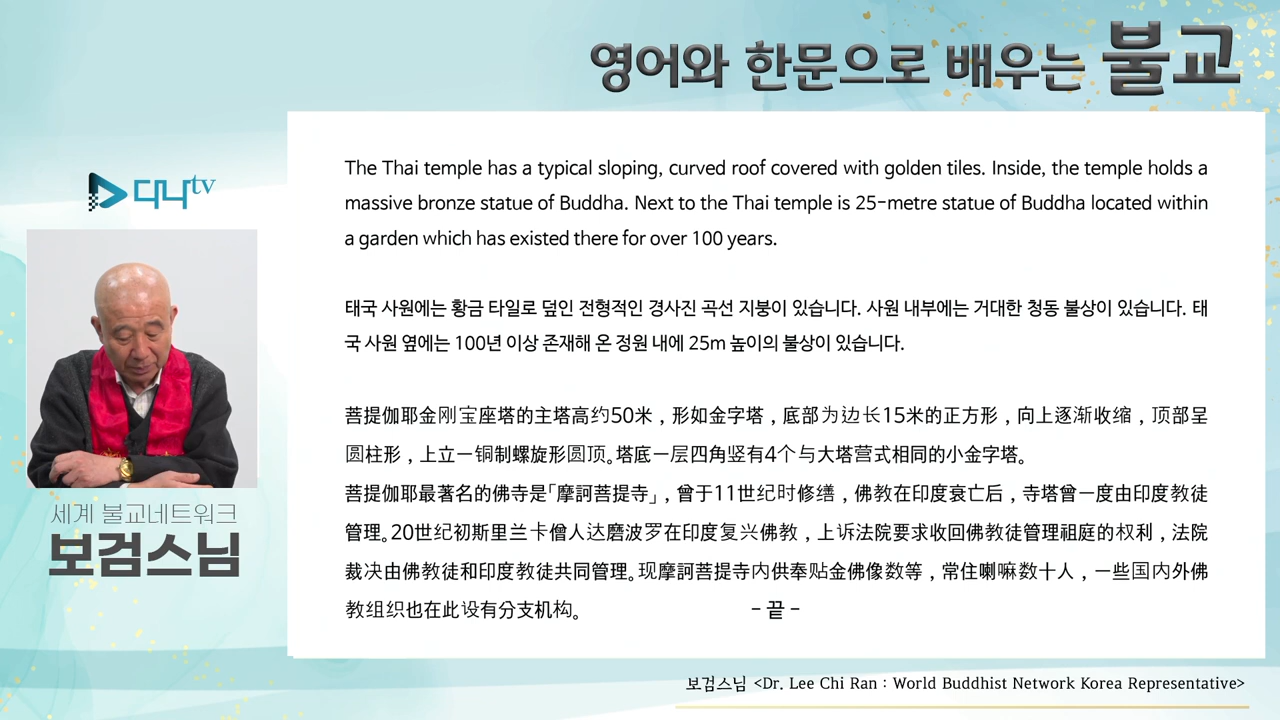 영어와 한문으로 배우는 불교
디나tv
The Thai temple has a typical sloping, curved roof covered with golden tiles. Inside, the temple holds a
massive bronze statue of Buddha. Next to the Thai temple is 25-metre statue of Buddha located within
a garden which has existed there for over 100 years.
태국 사원에는 황금 타일로 덮인 전형적인 경사진 곡선 지붕이 있습니다. 사원 내부에는 거대한 청동 불상이 있습니다. 태
국 사원 옆에는 100년 이상 존재해 온 정원 내에 25m 높이의 불상이 있습니다.
菩提伽耶金刚宝座塔的主塔高约50米，形如金字塔，底部为边长15米的正方形，向上逐渐收缩，顶部呈
圆柱形，上立一铜制螺旋形圆顶。塔底一层四角竖有4个与大塔营式相同的小金字塔。
菩提伽耶最著名的佛寺是「摩訶菩提寺」，曾于11世纪时修缮，佛教在印度衰亡后，寺塔曾一度由印度教徒
管理。20世纪初斯里兰卡僧人达磨波罗在印度复兴佛教，上诉法院要求收回佛教徒管理祖庭的权利，法院
裁决由佛教徒和印度教徒共同管理。现摩訶菩提寺内供奉贴金佛像数等，常住喇嘛数十人，一些国内外佛
教组织也在此设有分支机构。 - 끝 -
세계 불교네트워크
보검스님
보검스님 <Dr. Lee Chi Ran : World Buddhist Network Korea Representative>